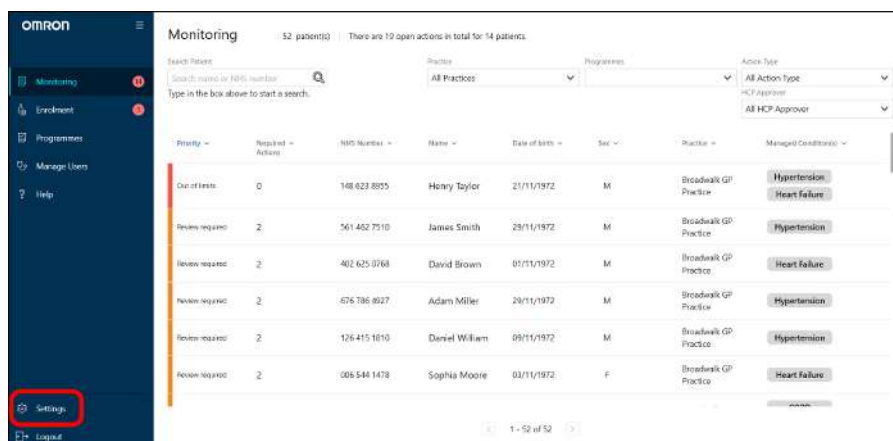 OMRON
Monitoring
Enrolment
Programmes
Manage Users
? Help
Settings
Logout
Monitoring 52 patient(s) There are 19 open actions in total for 14 patients.
Search Patient Practice Programmes Action Type
Search name or NHS number All Practices All Action Type
Type in the box above to start a search. HCP Approver
All HCP Approver
Priority Required Actions NHS Number Name Date of birth Sex Practice Managed Condition(s)
Out of limits 0 148 623 8955 Henry Taylor 21/11/1972 M Broadwalk GP Practice Hypertension Heart Failure
Review required 2 561 462 7510 James Smith 29/11/1972 M Broadwalk GP Practice Hypertension
Review required 2 402 625 0768 David Brown 01/11/1972 M Broadwalk GP Practice Heart Failure
Review required 2 676 786 4927 Adam Miller 29/11/1972 M Broadwalk GP Practice Hypertension
Review required 2 126 415 1810 Daniel William 09/11/1972 M Broadwalk GP Practice Hypertension
Review required 2 006 544 1478 Sophia Moore 03/11/1972 F Broadwalk GP Practice Heart Failure
1 - 52 of 52